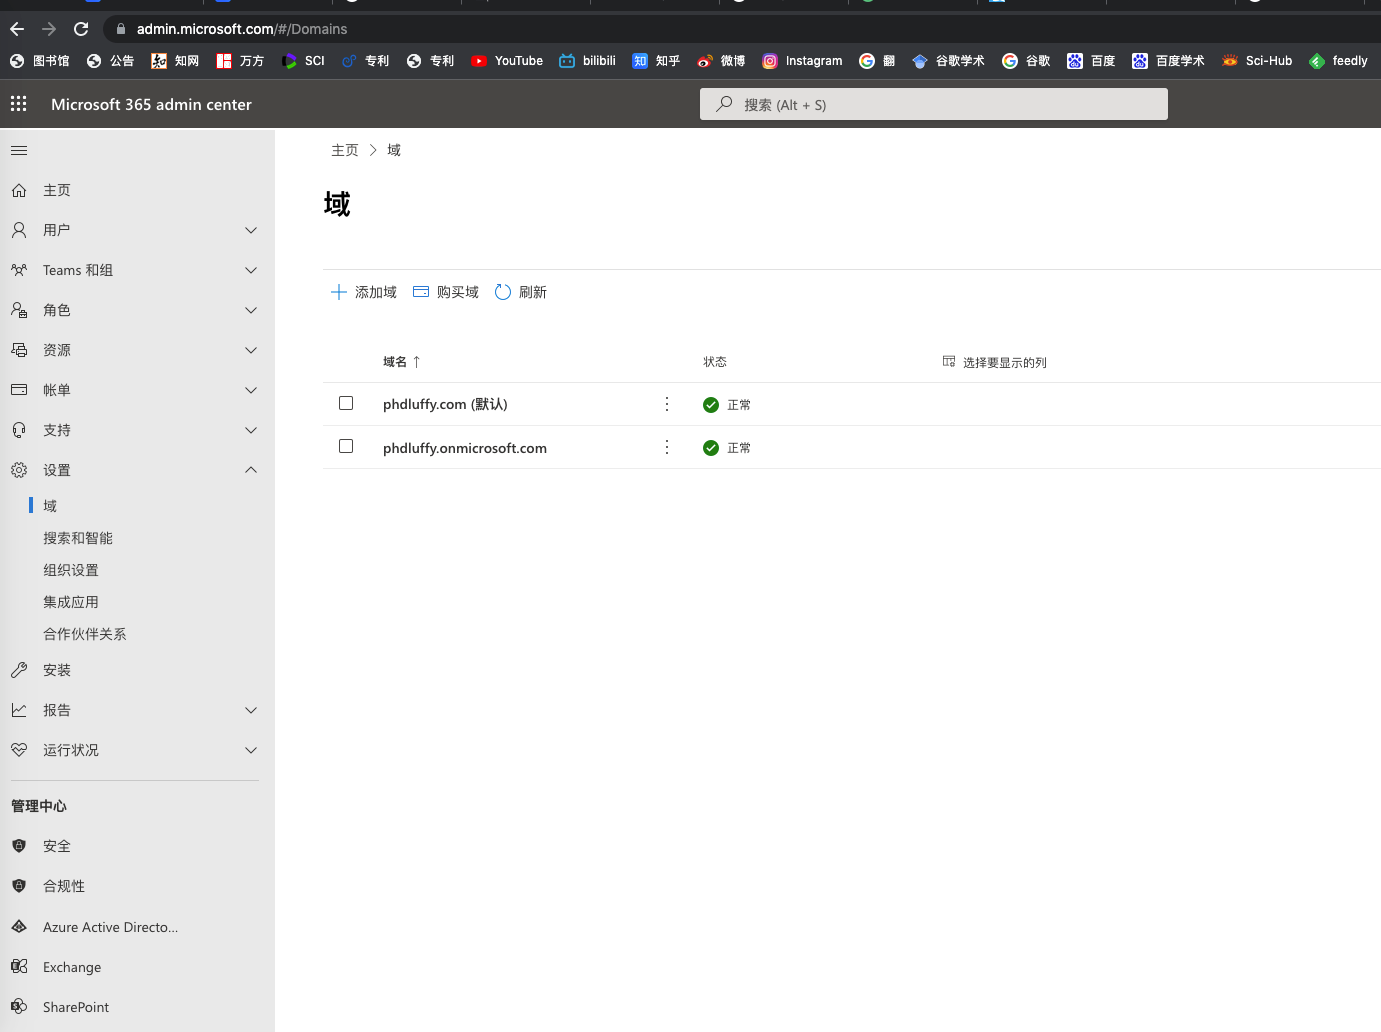 admin.microsoft.com/#/Domains
图书馆 公告 知网 万方 SCI 专利 专利 YouTube bilibili 知乎 微博 Instagram 翻 谷歌学术 谷歌 百度 百度学术 Sci-Hub feedly
Microsoft 365 admin center
搜索 (Alt + S)
主页 > 域
域
添加域 购买域 刷新
域名 ↑ 状态 选择要显示的列
phdluffy.com (默认) 正常
phdluffy.onmicrosoft.com 正常
主页
用户
Teams 和组
角色
资源
帐单
支持
设置
域
搜索和智能
组织设置
集成应用
合作伙伴关系
安装
报告
运行状况
管理中心
安全
合规性
Azure Active Directo...
Exchange
SharePoint